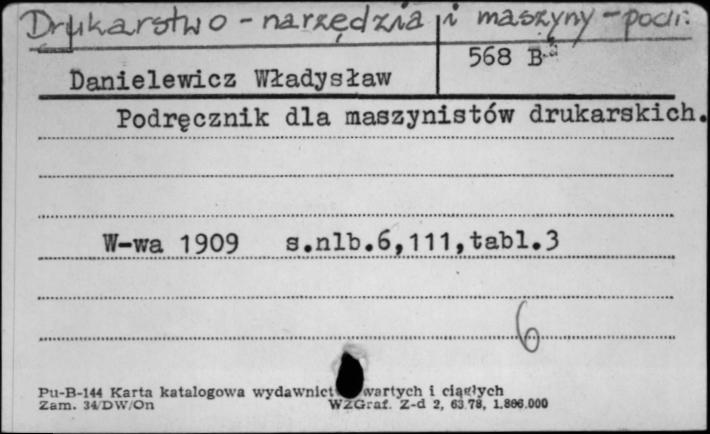 Drukarstwo - narzędzia i maszyny - podr.
568 B
Danielewicz Władysław
Podręcznik dla maszynistów drukarskich.
W-wa 1909 s.nlb.6,111,tabl.3
6
Pu-B-144 Karta katalogowa wydawnict wartych i ciągłych
Zam. 34/DW/On WZGraf. Z-d 2, 63.78, 1.806.000